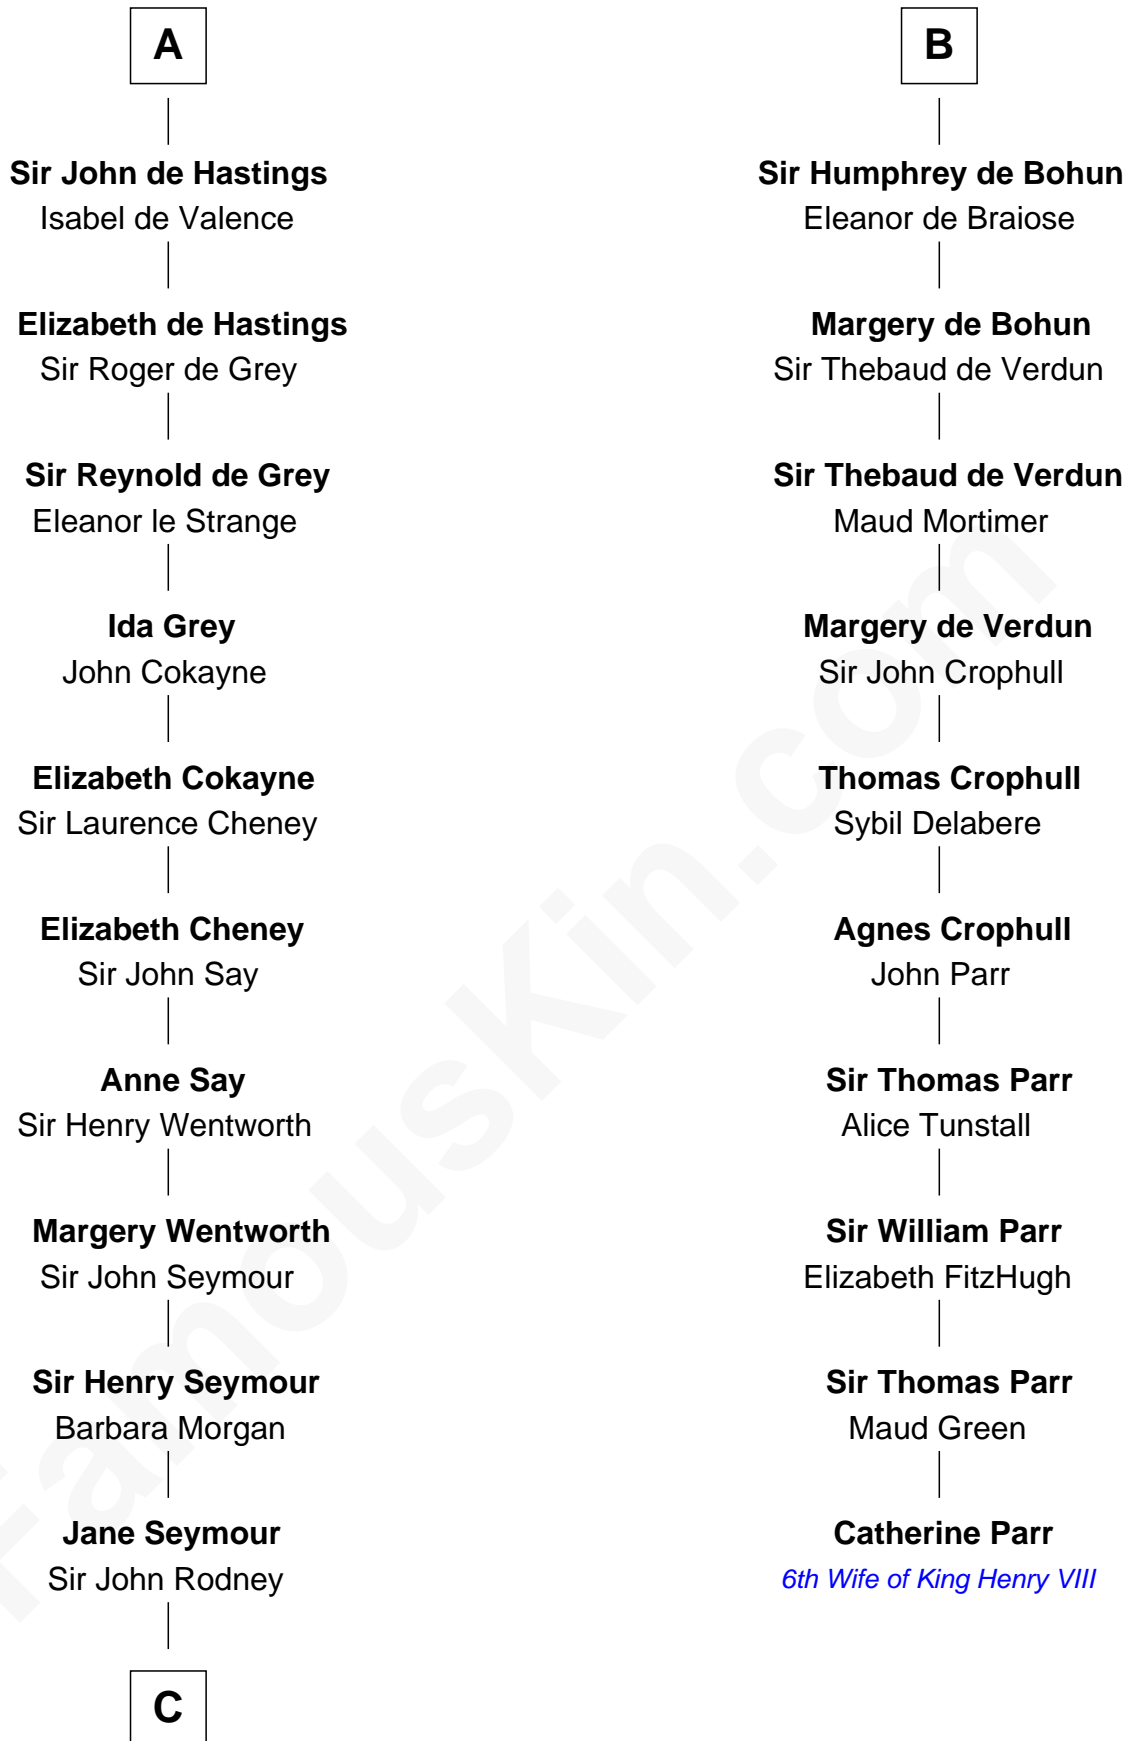 A
Sir John de Hastings
Isabel de Valence
Elizabeth de Hastings
Sir Roger de Grey
Sir Reynold de Grey
Eleanor le Strange
Ida Grey
John Cokayne
Elizabeth Cokayne
Sir Laurence Cheney
Elizabeth Cheney
Sir John Say
Anne Say
Sir Henry Wentworth
Margery Wentworth
Sir John Seymour
Sir Henry Seymour
Barbara Morgan
Jane Seymour
Sir John Rodney
C
B
Sir Humphrey de Bohun
Eleanor de Braiose
Margery de Bohun
Sir Thebaud de Verdun
Sir Thebaud de Verdun
Maud Mortimer
Margery de Verdun
Sir John Crophull
Thomas Crophull
Sybil Delabere
Agnes Crophull
John Parr
Sir Thomas Parr
Alice Tunstall
Sir William Parr
Elizabeth FitzHugh
Sir Thomas Parr
Maud Green
Catherine Parr
6th Wife of King Henry VIII
FamousKin.com